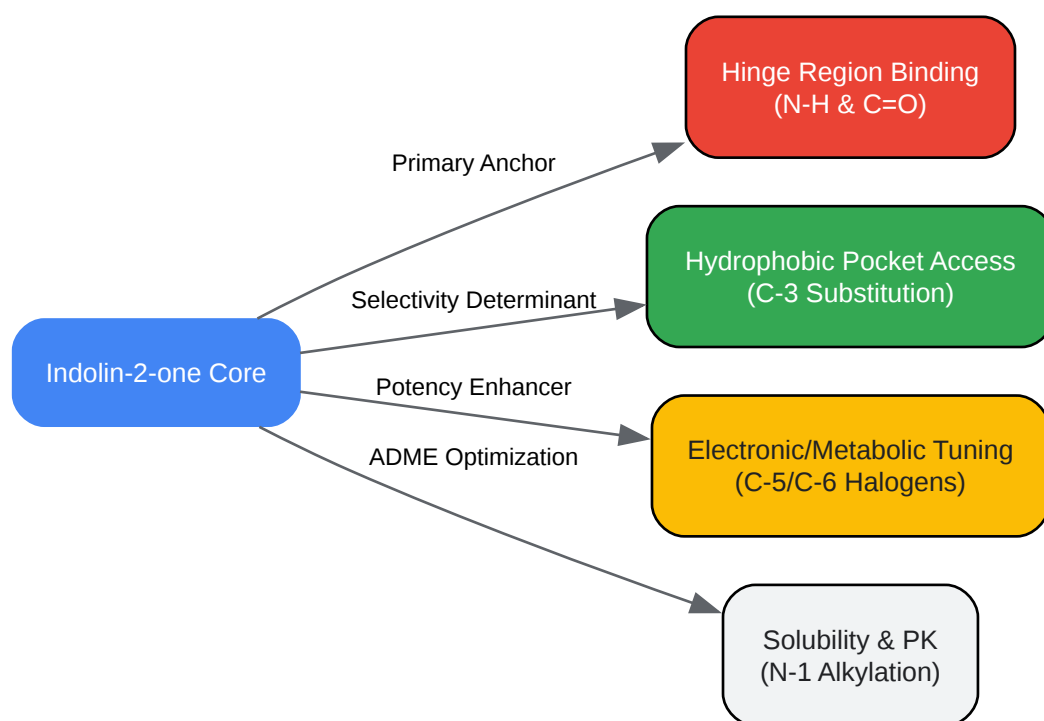 Hinge Region Binding
(N-H & C=O)
Primary Anchor
Hydrophobic Pocket Access
(C-3 Substitution)
Selectivity Determinant
Indolin-2-one Core
Potency Enhancer
Electronic/Metabolic Tuning
(C-5/C-6 Halogens)
ADME Optimization
Solubility & PK
(N-1 Alkylation)